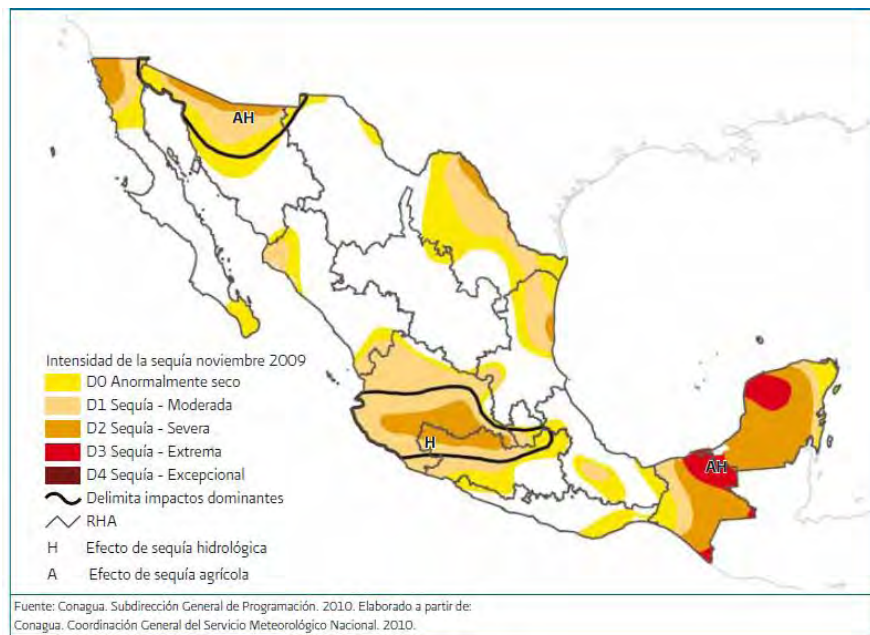 AH
H
AH
Intensidad de la sequía noviembre 2009
D0 Anormalmente seco
D1 Sequía - Moderada
D2 Sequía - Severa
D3 Sequía - Extrema
D4 Sequía - Excepcional
Delimita impactos dominantes
RHA
H Efecto de sequía hidrológica
A Efecto de sequía agrícola
Fuente: Conagua. Subdirección General de Programación. 2010. Elaborado a partir de:
Conagua. Coordinación General del Servicio Meteorológico Nacional. 2010.